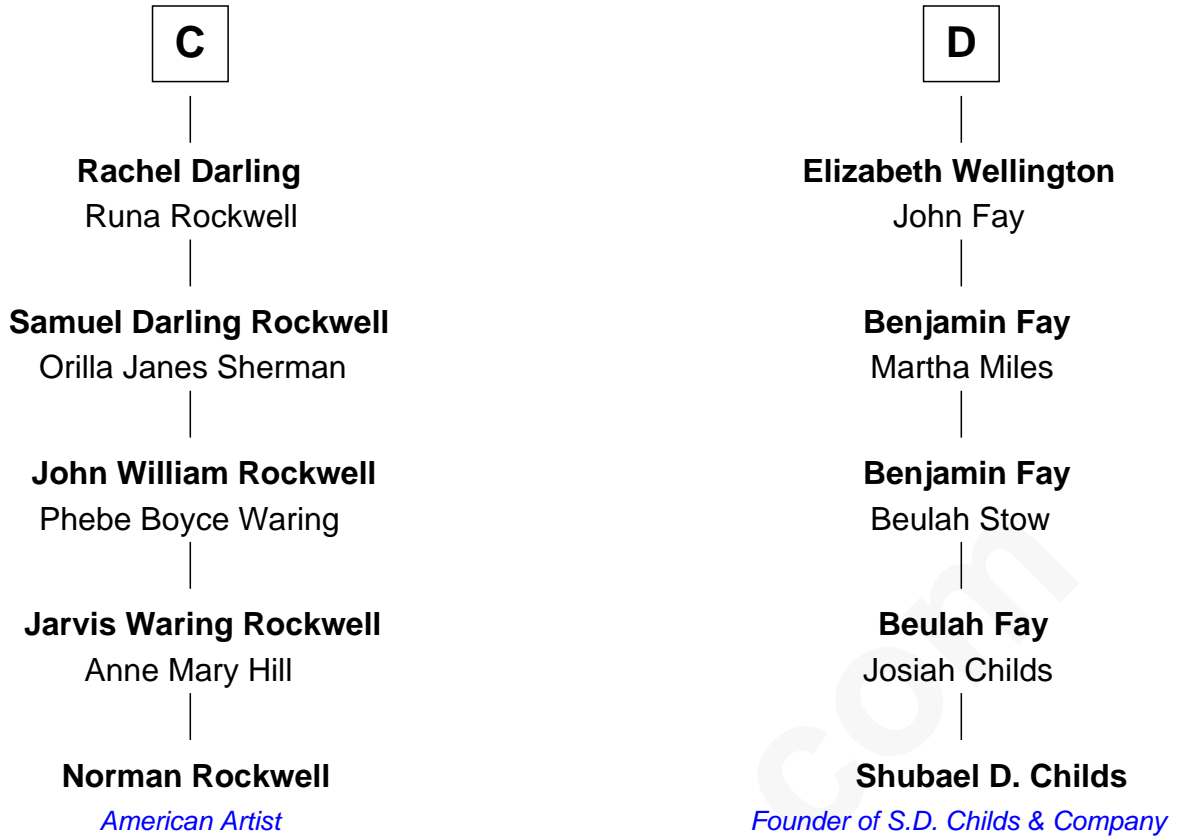 C
Rachel Darling
Runa Rockwell
Samuel Darling Rockwell
Orilla Janes Sherman
John William Rockwell
Phebe Boyce Waring
Jarvis Waring Rockwell
Anne Mary Hill
Norman Rockwell
American Artist
D
Elizabeth Wellington
John Fay
Benjamin Fay
Martha Miles
Benjamin Fay
Beulah Stow
Beulah Fay
Josiah Childs
Shubael D. Childs
Founder of S.D. Childs & Company
com